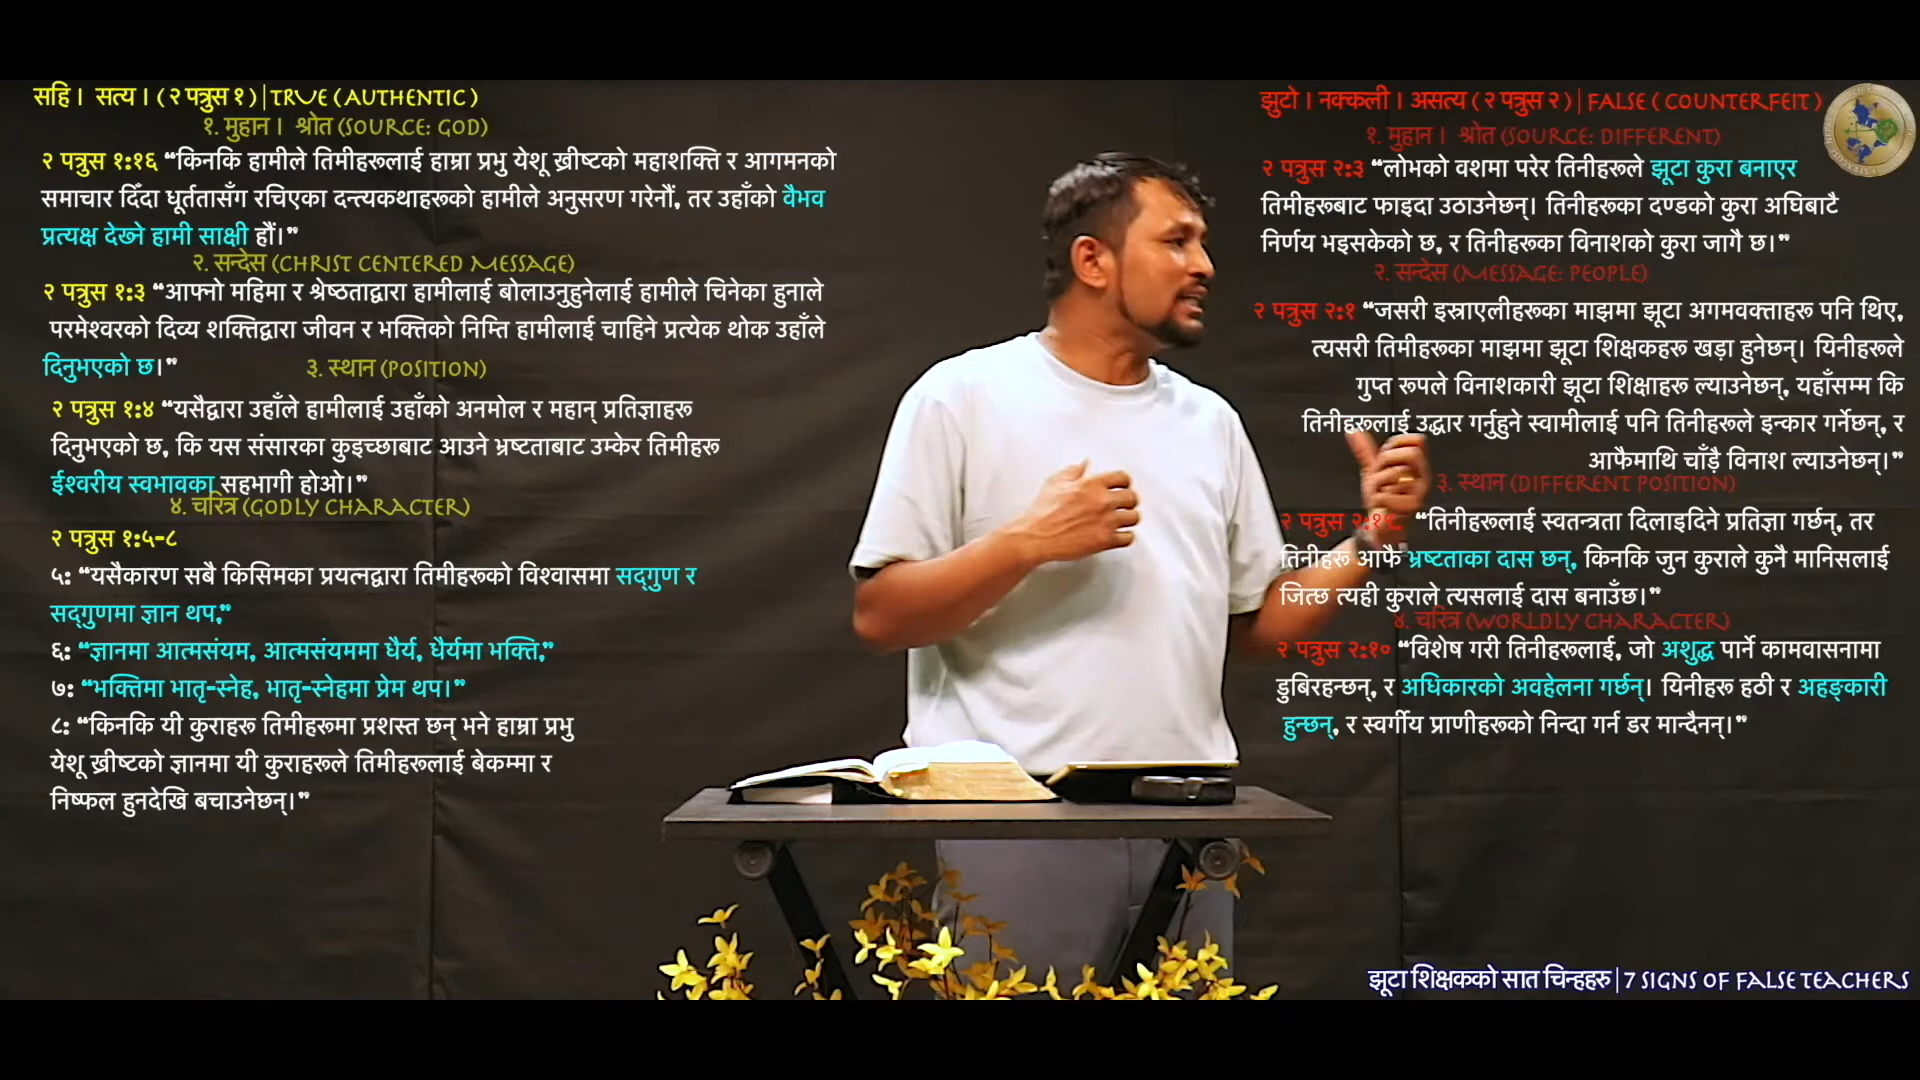 सहि । सत्य । ( २ पत्रुस १ ) | TRUE ( AUTHENTIC )
१. मुहान । श्रोत (SOURCE: GOD)
२ पत्रुस १:१६ “किनकि हामीले तिमीहरूलाई हाम्रा प्रभु येशू ख्रीष्टको महाशक्ति र आगमनको
समाचार दिँदा धूर्ततासँग रचिएका दन्त्यकथाहरूको हामीले अनुसरण गरेनौं, तर उहाँको वैभव
प्रत्यक्ष देख्ने हामी साक्षी हौं।”
२. सन्देस (CHRIST CENTERED MESSAGE)
२ पत्रुस १:३ “आफ्नो महिमा र श्रेष्ठताद्वारा हामीलाई बोलाउनुहुनेलाई हामीले चिनेका हुनाले
परमेश्वरको दिव्य शक्तिद्वारा जीवन र भक्तिको निम्ति हामीलाई चाहिने प्रत्येक थोक उहाँले
दिनुभएको छ।”
३. स्थान (POSITION)
२ पत्रुस १:४ “यसैद्वारा उहाँले हामीलाई उहाँको अनमोल र महान् प्रतिज्ञाहरू
दिनुभएको छ, कि यस संसारका कुइच्छाबाट आउने भ्रष्टताबाट उम्केर तिमीहरू
ईश्वरीय स्वभावका सहभागी होओ।”
४. चरित्र (GODLY CHARACTER)
२ पत्रुस १:५-८
५: “यसैकारण सबै किसिमका प्रयत्नद्वारा तिमीहरूको विश्वासमा सद्‌गुण र
सद्‌गुणमा ज्ञान थप,”
६: “ज्ञानमा आत्मसंयम, आत्मसंयममा धैर्य, धैर्यमा भक्ति,”
७: “भक्तिमा भातृ-स्नेह, भातृ-स्नेहमा प्रेम थप।”
८: “किनकि यी कुराहरू तिमीहरूमा प्रशस्त छन् भने हाम्रा प्रभु
येशू ख्रीष्टको ज्ञानमा यी कुराहरूले तिमीहरूलाई बेकम्मा र
निष्फल हुनदेखि बचाउनेछन्।”
झुटो । नक्कली । असत्य ( २ पत्रुस २ ) | FALSE ( COUNTERFEIT )
१. मुहान । श्रोत (SOURCE: DIFFERENT)
२ पत्रुस २:३ “लोभको वशमा परेर तिनीहरूले झूटा कुरा बनाएर
तिमीहरूबाट फाइदा उठाउनेछन्। तिनीहरूका दण्डको कुरा अघिबाटै
निर्णय भइसकेको छ, र तिनीहरूका विनाशको कुरा जागै छ।”
२. सन्देस (MESSAGE: PEOPLE)
२ पत्रुस २:१ “जसरी इस्राएलीहरूका माझमा झूटा अगमवक्ताहरू पनि थिए,
त्यसरी तिमीहरूका माझमा झूटा शिक्षकहरू खड़ा हुनेछन्। यिनीहरूले
गुप्त रूपले विनाशकारी झूटा शिक्षाहरू ल्याउनेछन्, यहाँसम्म कि
तिनीहरूलाई उद्धार गर्नुहुने स्वामीलाई पनि तिनीहरूले इन्कार गर्नेछन्, र
आफैमाथि चाँड़ै विनाश ल्याउनेछन्।”
३. स्थान (DIFFERENT POSITION)
२ पत्रुस “तिनीहरूलाई स्वतन्त्रता दिलाइदिने प्रतिज्ञा गर्छन्, तर
तिनीहरू आफै भ्रष्टताका दास छन्, किनकि जुन कुराले कुनै मानिसलाई
जित्छ त्यही कुराले त्यसलाई दास बनाउँछ।”
४. चरित्र (WORLDLY CHARACTER)
२ पत्रुस २:१० “विशेष गरी तिनीहरूलाई, जो अशुद्ध पार्ने कामवासनामा
डुबिरहन्छन्, र अधिकारको अवहेलना गर्छन्। यिनीहरू हठी र अहङ्कारी
हुन्छन्, र स्वर्गीय प्राणीहरूको निन्दा गर्न डर मान्दैनन्।”
झूटा शिक्षकको सात चिन्हहरु | 7 SIGNS OF FALSE TEACHERS